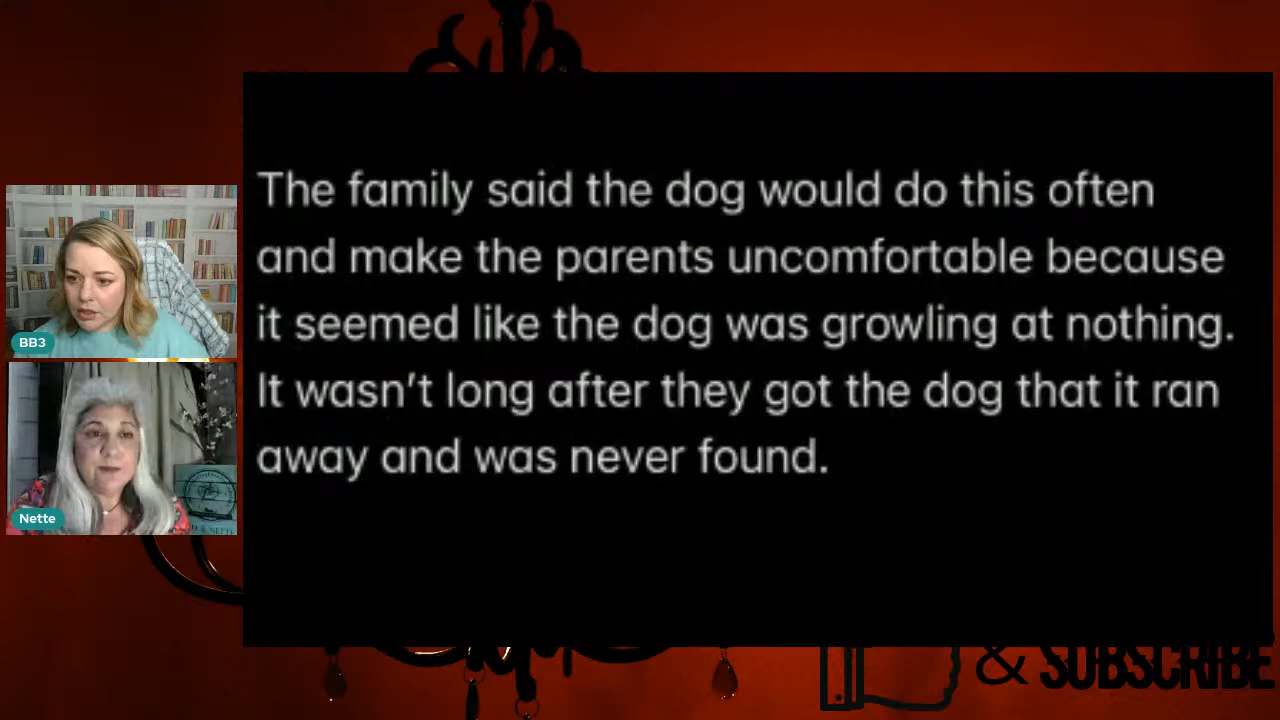 The family said the dog would do this often
and make the parents uncomfortable because
it seemed like the dog was growling at nothing.
It wasn't long after they got the dog that it ran
away and was never found.
BB3
Nette
& SUBSCRIBE